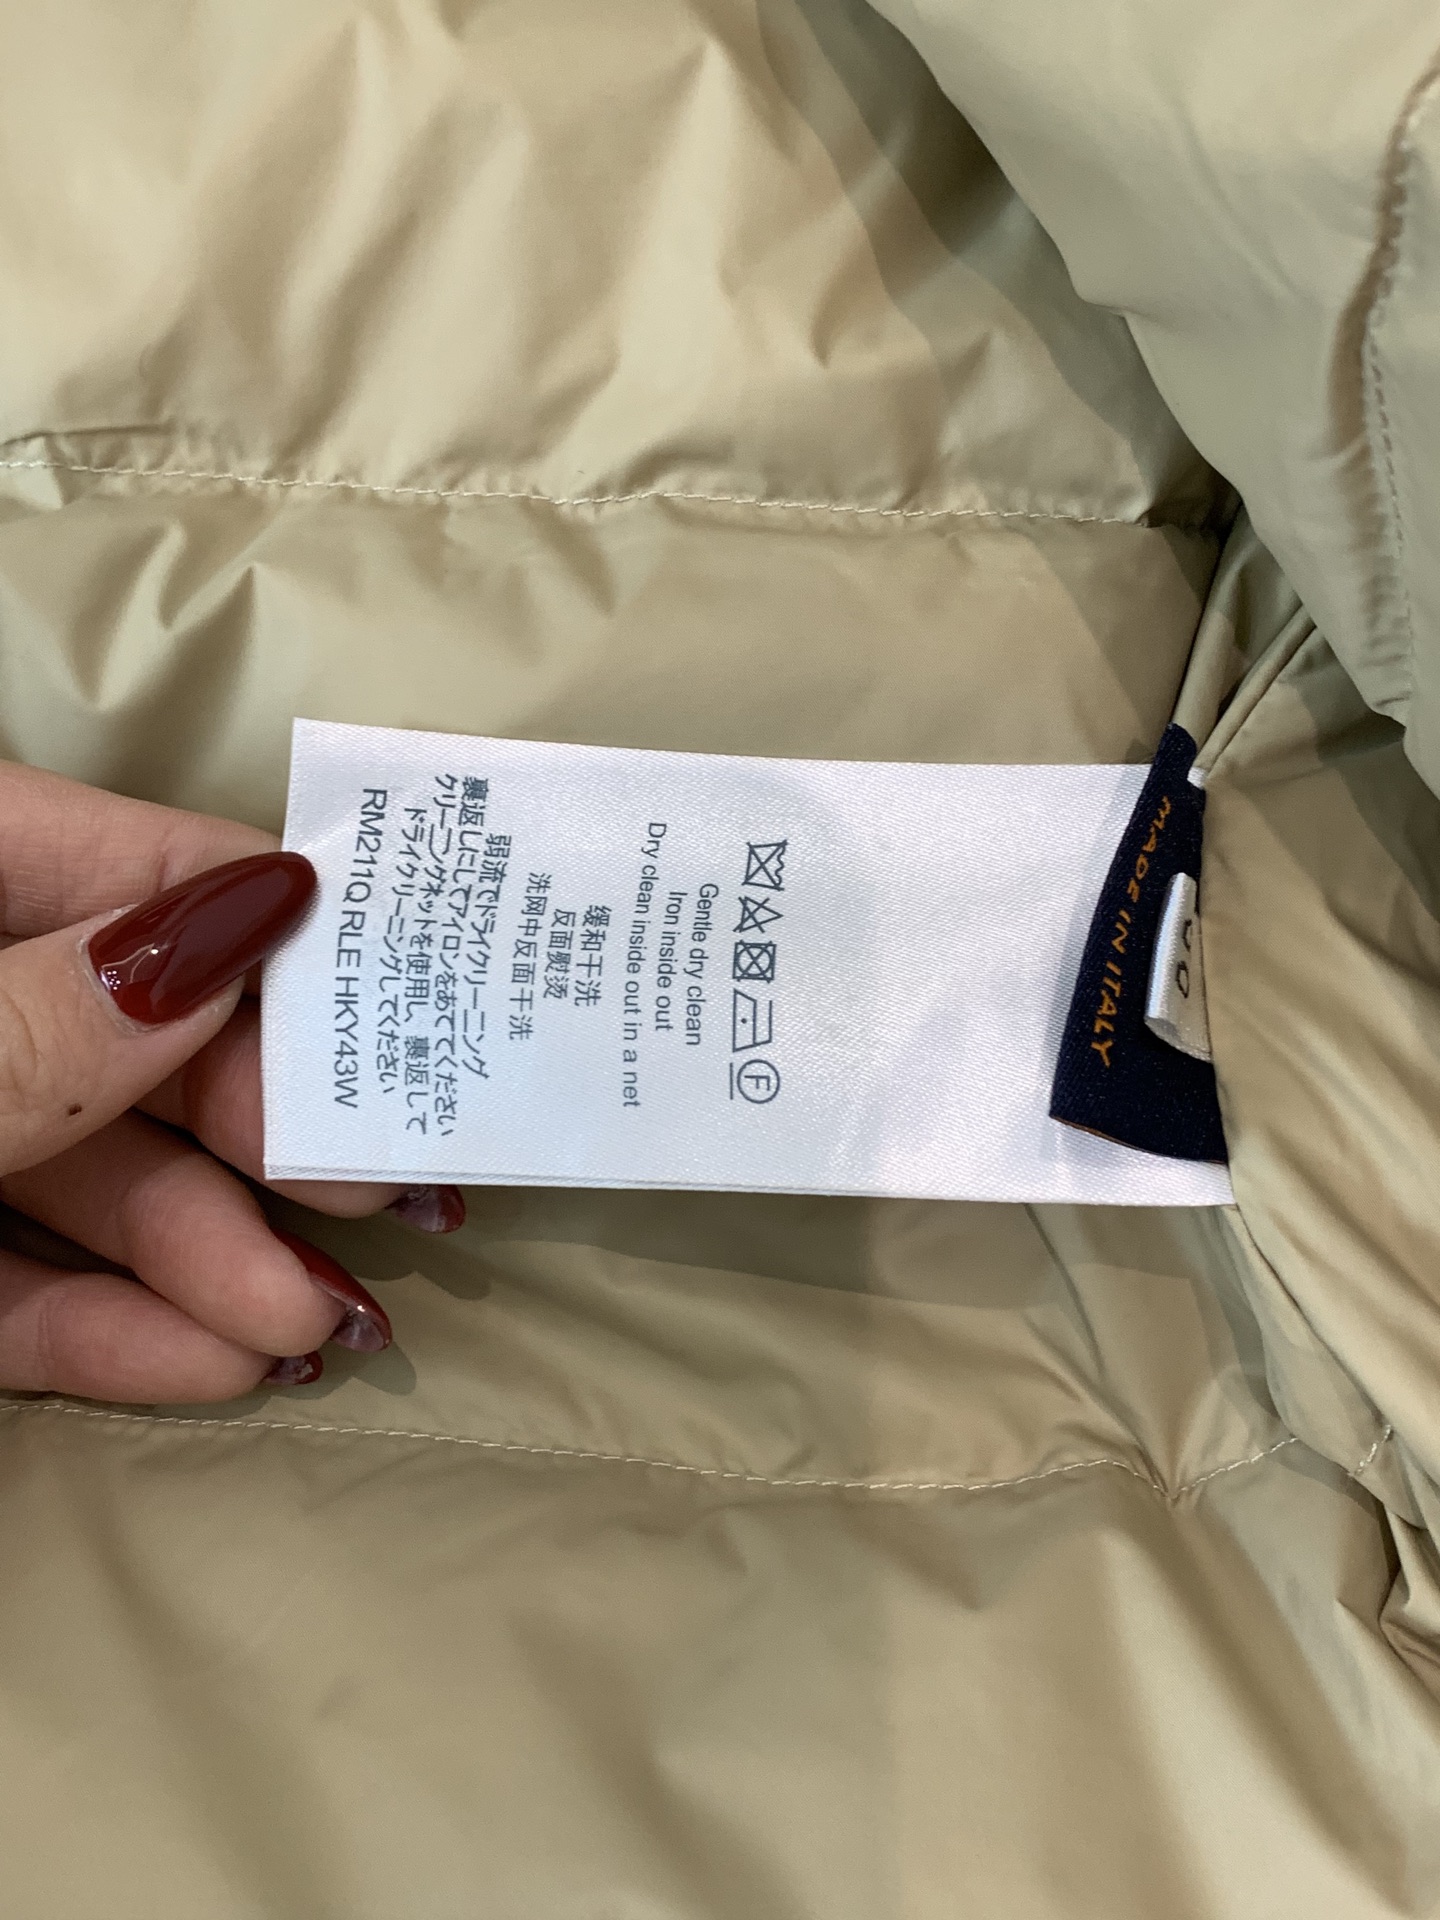 F
Gentle dry clean
Iron inside out
Dry clean inside out in a net
缓和干洗
反面熨烫
洗网中反面干洗
弱流でドライクリーニング
裏返しにしてアイロンをあててください
クリーニングネットを使用し、裏返して
ドライクリーニングしてください
RM211Q RLE HKY43W
MADE IN ITALY